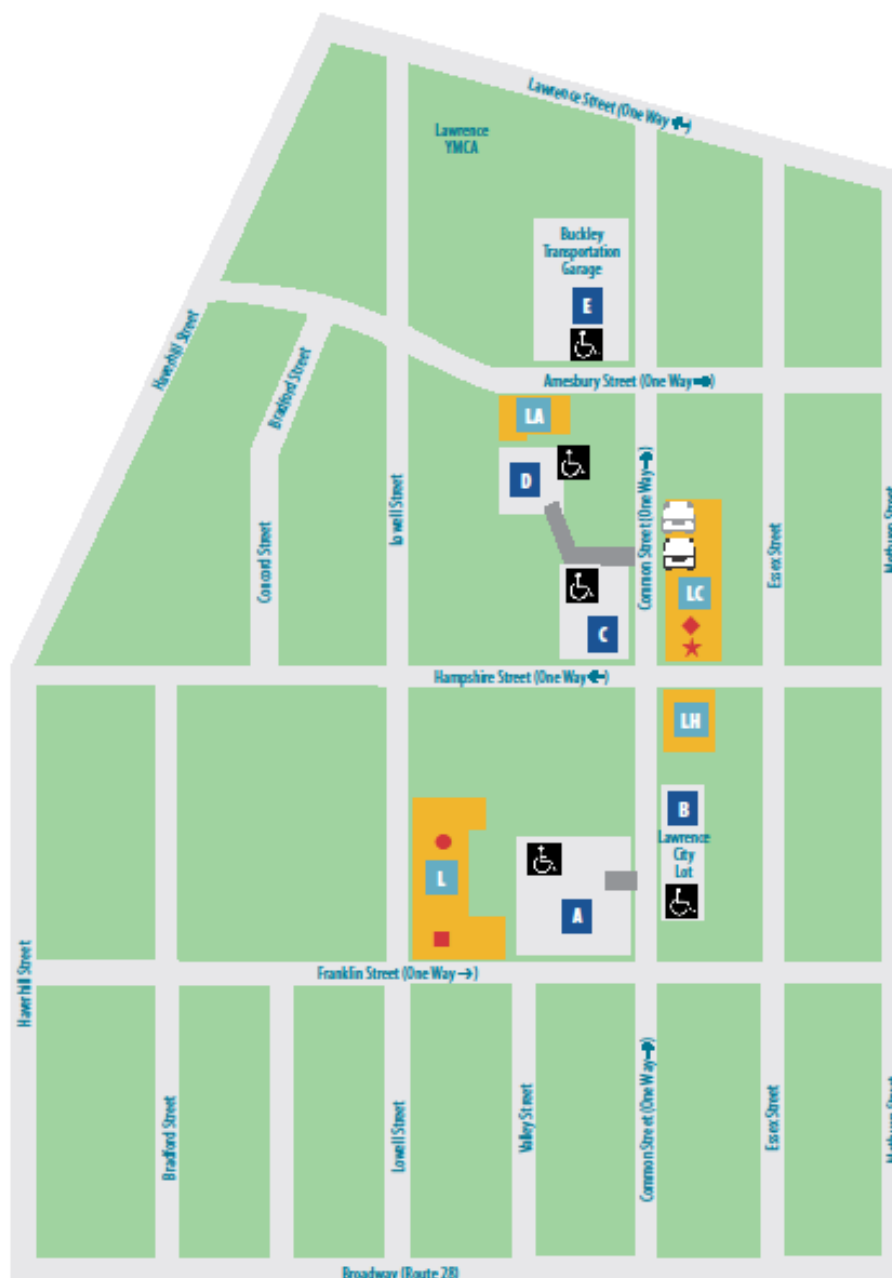 Lawrence Street (One Way
)
Lawrence
YMCA
Buckley
Transportation
Garage
E
Haverhill Street
Bradford Street
Amesbury Street (One Way
)
LA
D
Lowell Street
Common Street (One Way
)
Concord Street
Essex Street
LC
C
Hampshire Street (One Way
)
LH
B
Lawrence
City
Lot
L
A
Haverhill Street
Franklin Street (One Way →)
Bradford Street
Lowell Street
Valley Street
Common Street (One Way
)
Essex Street
Broadway (Route 28)